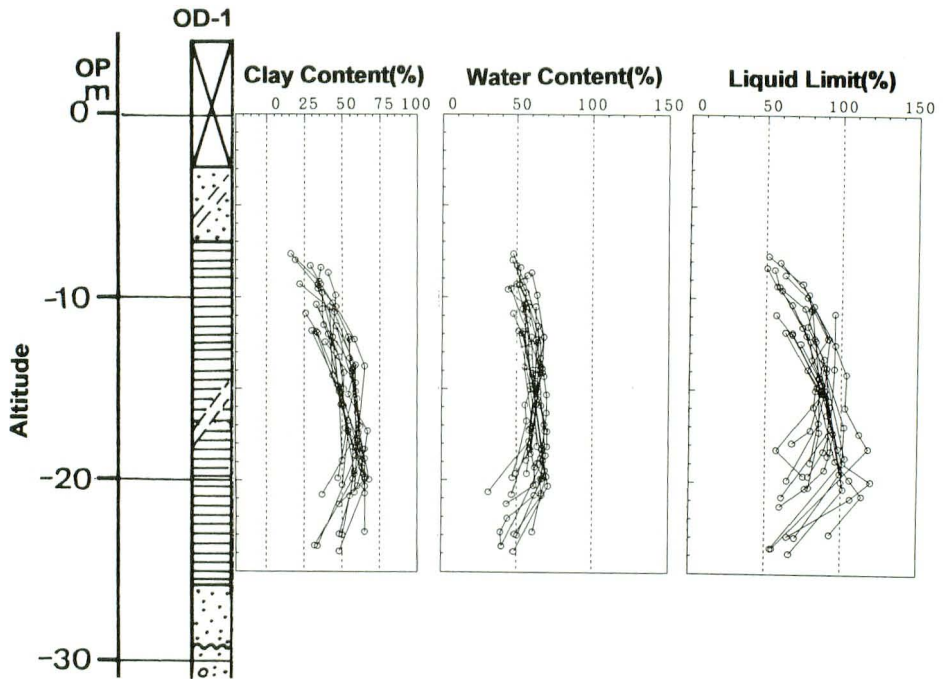 OD-1
OP
m
Clay Content(%)
Water Content(%)
Liquid Limit(%)
0 25 50 75 100
0 50 100 150
0 50 100 150
0
-10
-20
-30
Altitude